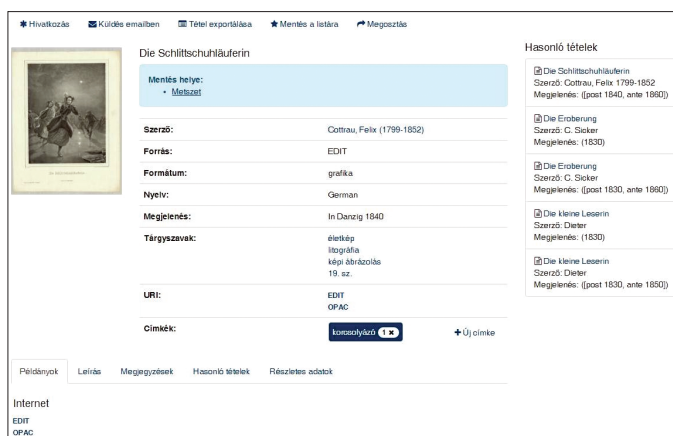 Hivatkozás Küldés emailben Tétel exportálása Mentés a listára Megosztás
Die Schlittschuhläuferin
Mentés helye:
• Metszet
Szerző: Cottrau, Felix (1799-1852)
Forrás: EDIT
Formátum: grafika
Nyelv: German
Megjelenés: In Danzig 1840
Tárgyszavak: életkép
litográfia
képi ábrázolás
19. sz.
URI: EDIT
OPAC
Címkék: korcsolyázó 1 ✖ + Új címke
Példányok Leírás Megjegyzések Hasonló tételek Részletes adatok
Internet
EDIT
OPAC
Hasonló tételek
Die Schlittschuhläuferin
Szerző: Cottrau, Felix 1799-1852
Megjelenés: ([post 1840, ante 1860])
Die Eroberung
Szerző: C. Sicker
Megjelenés: (1830)
Die Eroberung
Szerző: C. Sicker
Megjelenés: ([post 1830, ante 1860])
Die kleine Leserin
Szerző: Dieter
Megjelenés: (1830)
Die kleine Leserin
Szerző: Dieter
Megjelenés: ([post 1830, ante 1850])